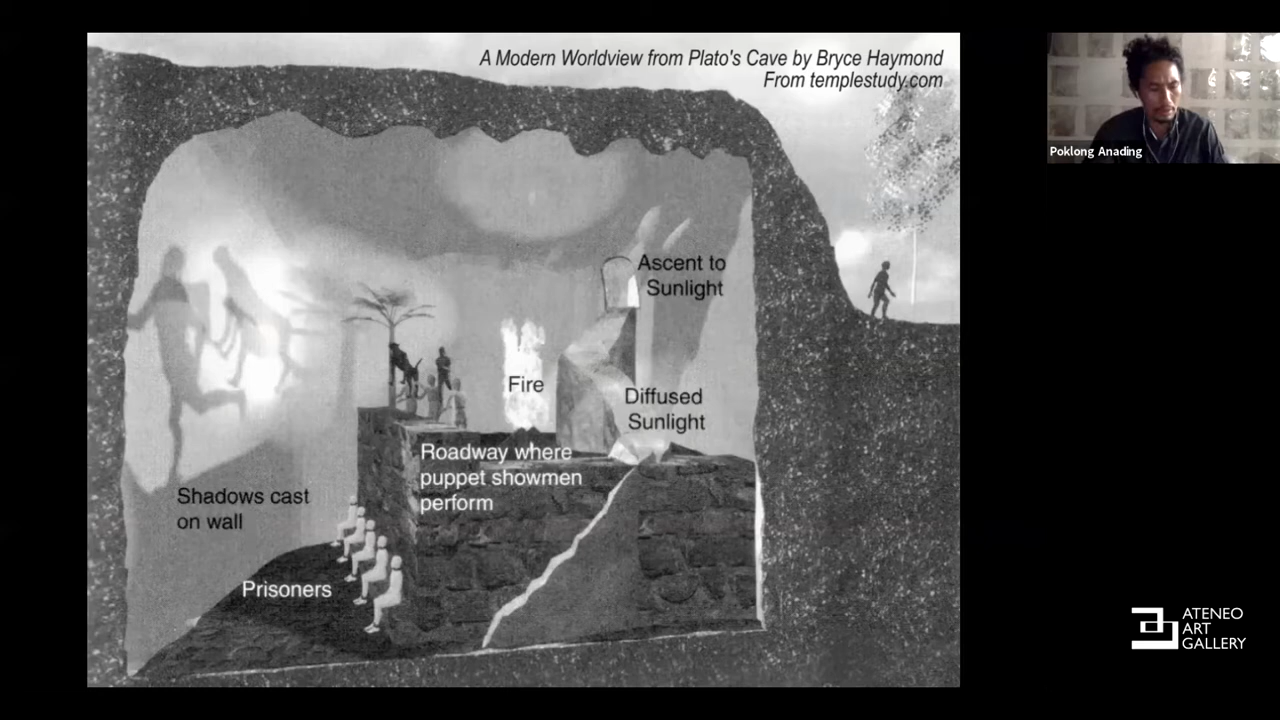 A Modern Worldview from Plato's Cave by Bryce Haymond
From templestudy.com
Poklong Anading
Ascent to
Sunlight
Fire
Diffused
Sunlight
Roadway where
puppet showmen
perform
Shadows cast
on wall
Prisoners
ATENEO
ART
GALLERY